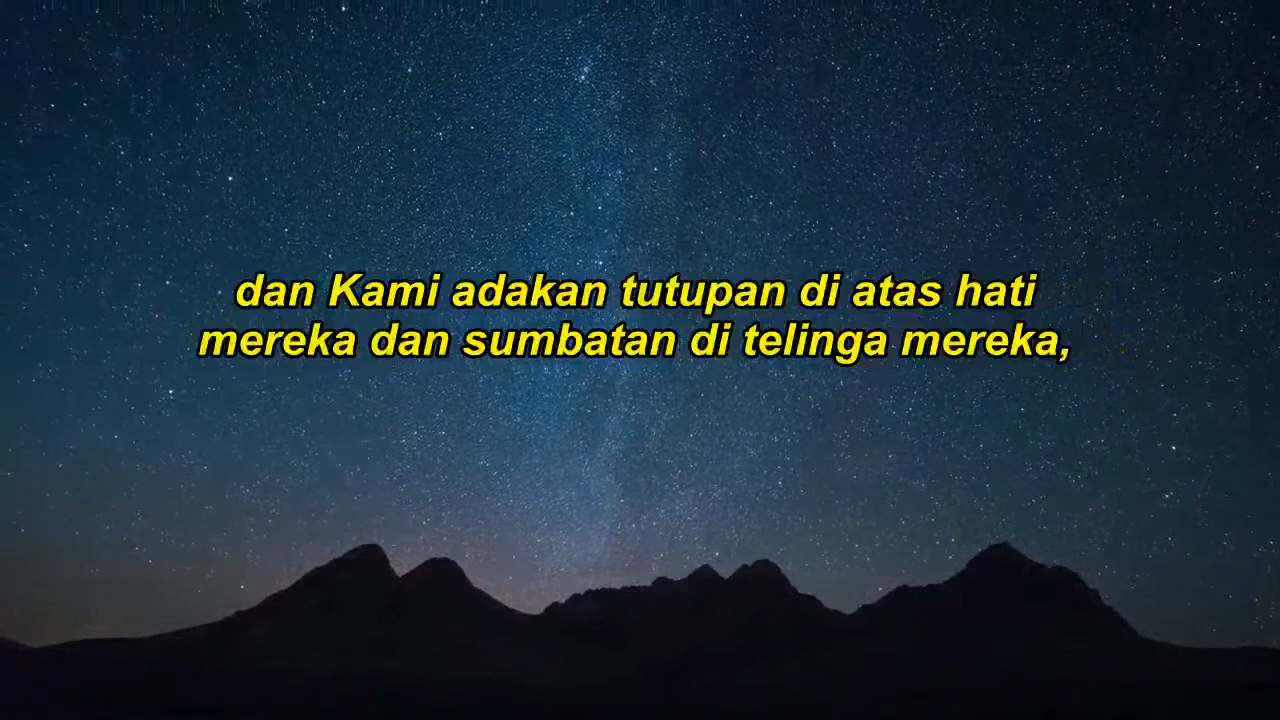 dan Kami adakan tutupan di atas hati
mereka dan sumbatan di telinga mereka,